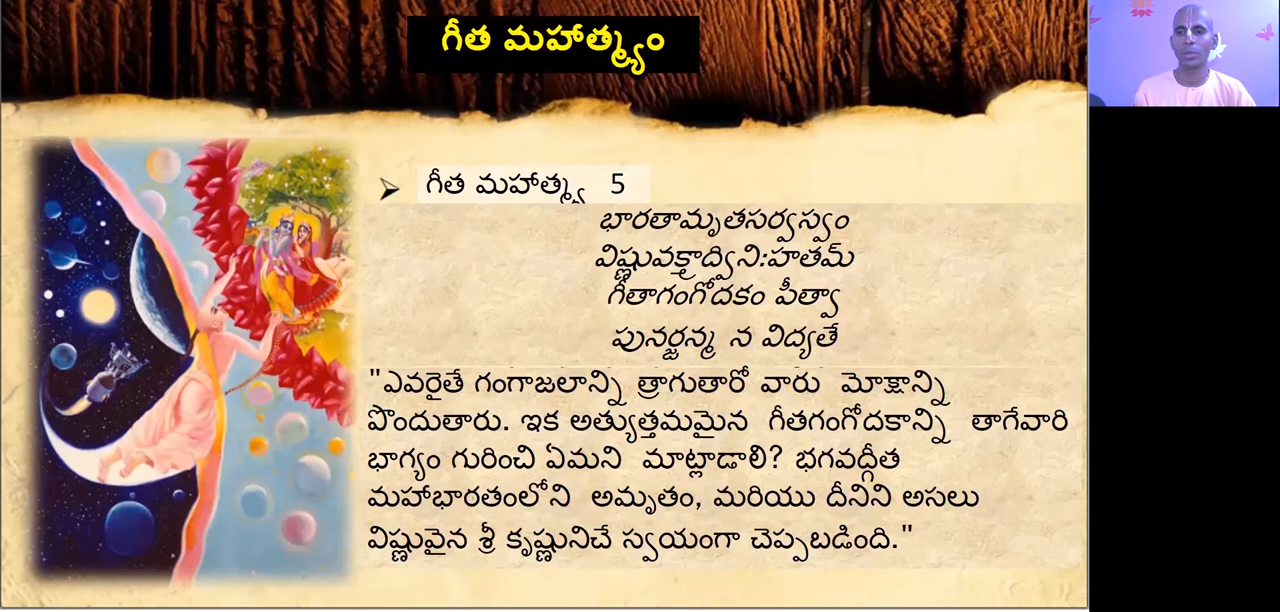 గీత మహాత్మ్యం
గీత మహాత్మ్య 5
భారతామృతసర్వస్వం
విష్ణువక్త్రాద్విని:హతమ్
గీతాగంగోదకం పీత్వా
పునర్జన్మ న విద్యతే
"ఎవరైతే గంగాజలాన్ని త్రాగుతారో వారు మోక్షాన్ని
పొందుతారు. ఇక అత్యుత్తమమైన గీతగంగోదకాన్ని తాగేవారి
భాగ్యం గురించి ఏమని మాట్లాడాలి? భగవద్గీత
మహాభారతంలోని అమృతం, మరియు దీనిని అసలు
విష్ణువైన శ్రీ కృష్ణునిచే స్వయంగా చెప్పబడింది."